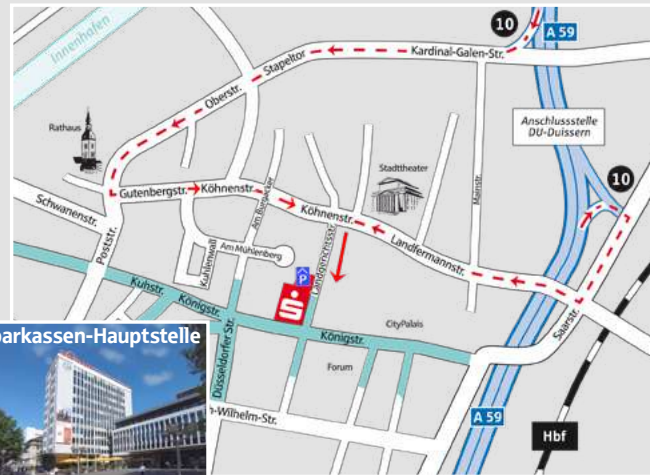 10
A 59
Innenhafen
Kardinal-Galen-Str.
Stapeltor
Oberstr.
Anschlussstelle
DU-Duissern
Rathaus
Stadttheater
Mainstr.
10
Gutenbergstr.
Köhnenstr.
Am Burgacker
Köhnenstr.
Schwanenstr.
Poststr.
Kuhlenwall
Am Mühlenberg
Landgerichtsstr.
Landfermannstr.
P
Kuhstr.
Königstr.
Saarstr.
CityPalais
Königstr.
Düsseldorfer Str.
Forum
parkassen-Hauptstelle
n-Wilhelm-Str.
A 59
Hbf